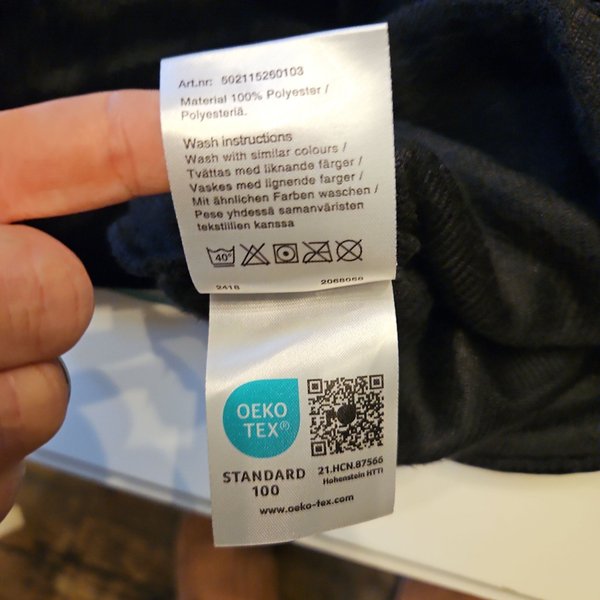 Art.nr: 502115260103
Material 100% Polyester /
Polyesteriä.
Wash instructions
Wash with similar colours /
Tvättas med liknande färger /
Vaskes med lignende farger /
Mit ähnlichen Farben waschen /
Pese yhdessä samanväristen
tekstiilien kanssa
40°
2418
OEKO
TEX®
STANDARD
100
21.HCN.87566
Hohenstein HTTI
www.oeko-tex.com